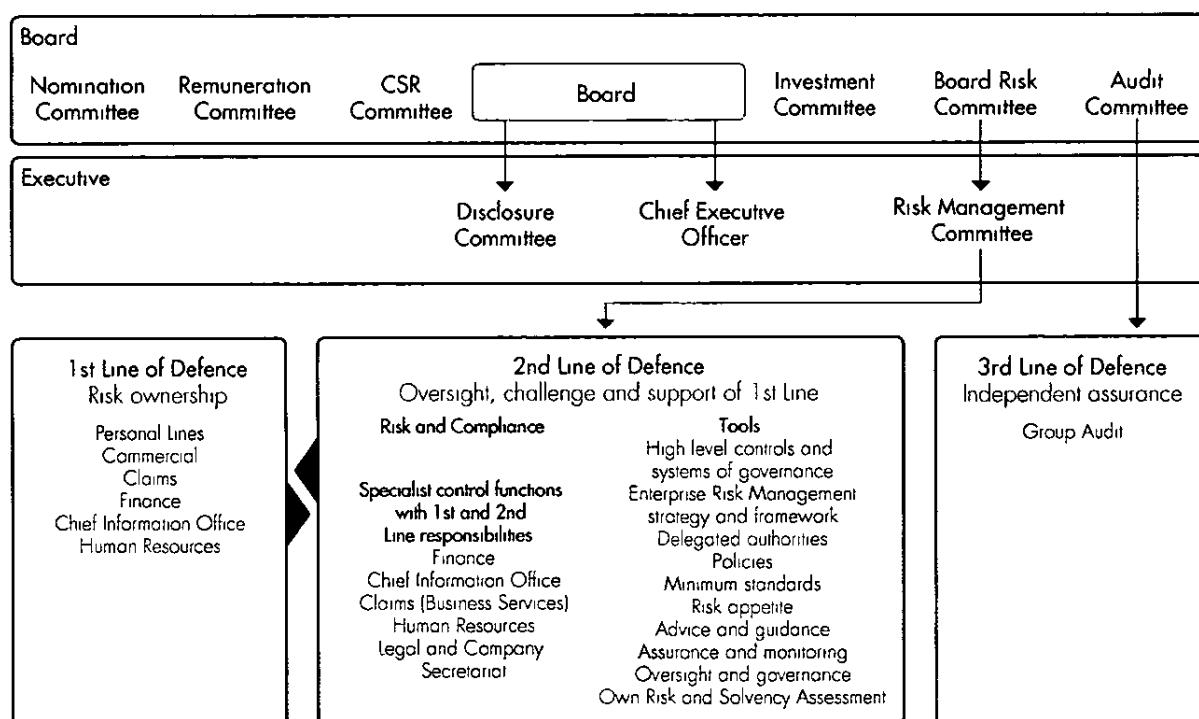 Board
Nomination
Committee
Remuneration
Committee
CSR
Committee
Board
Investment
Committee
Board Risk
Committee
Audit
Committee
Executive
Disclosure
Committee
Chief Executive
Officer
Risk Management
Committee
1st Line of Defence
Risk ownership
Personal Lines
Commercial
Claims
Finance
Chief Information Office
Human Resources
2nd Line of Defence
Oversight, challenge and support of 1st Line
Risk and Compliance
Specialist control functions
with 1st and 2nd
Line responsibilities
Finance
Chief Information Office
Claims (Business Services)
Human Resources
Legal and Company
Secretariat
Tools
High level controls and
systems of governance
Enterprise Risk Management
strategy and framework
Delegated authorities
Policies
Minimum standards
Risk appetite
Advice and guidance
Assurance and monitoring
Oversight and governance
Own Risk and Solvency Assessment
3rd Line of Defence
Independent assurance
Group Audit